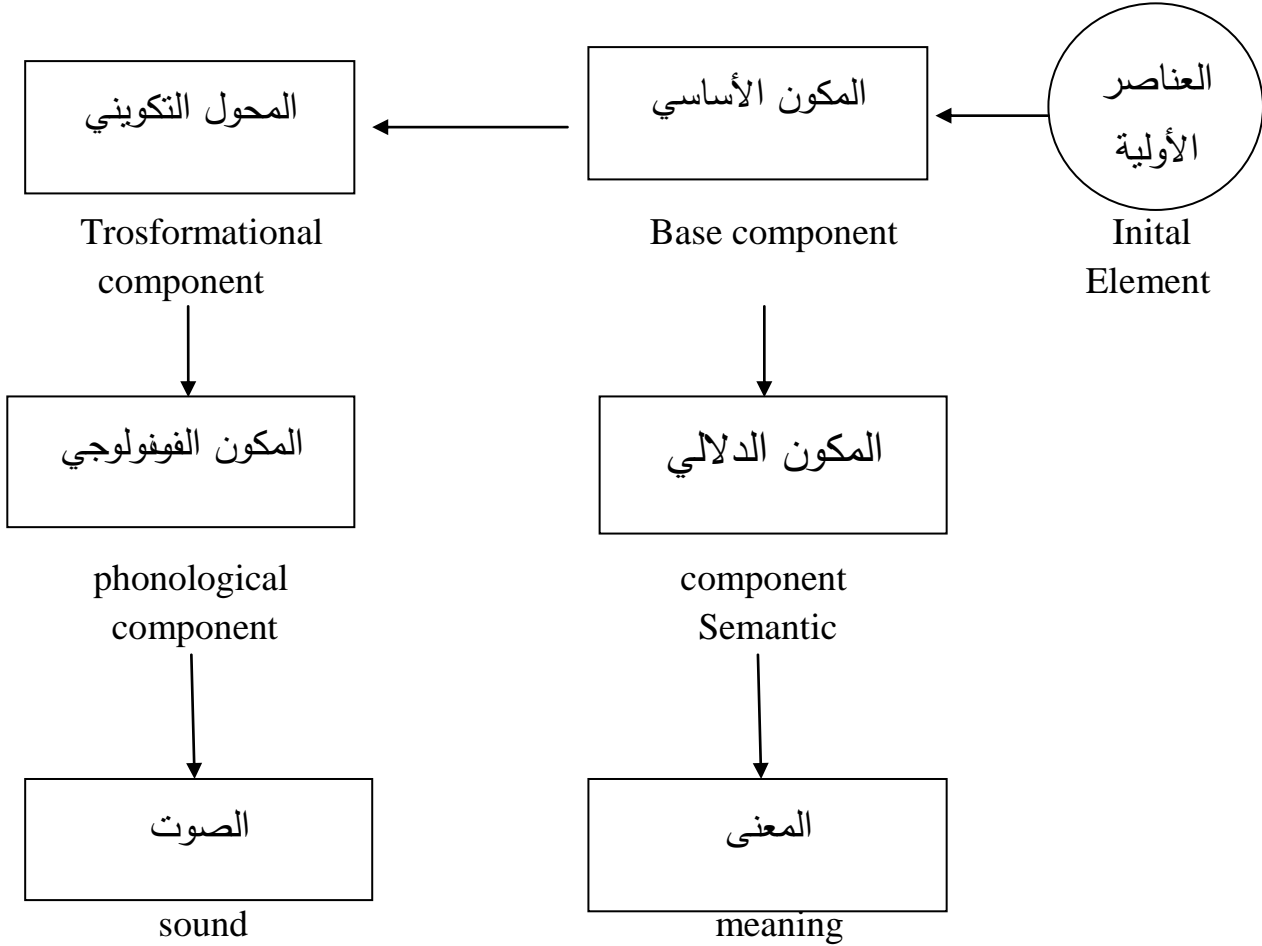 العناصر
الأولية
المكون الأساسي
المحول التكويني
Inital
Element
Base component
Trosformational
component
المكون الدلالي
المكون الفوفولوجي
component
Semantic
phonological
component
المعنى
الصوت
meaning
sound